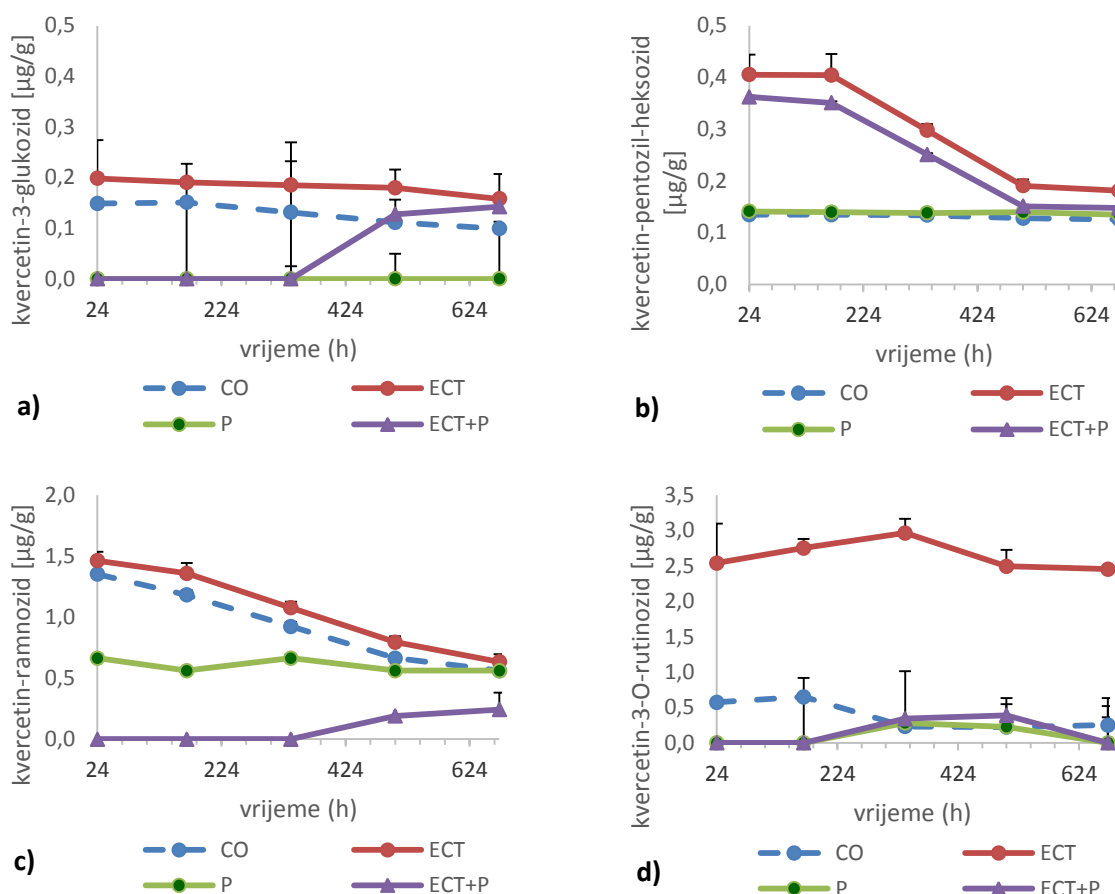 kvercetin-3-glukozid [µg/g]
0,5
0,4
0,3
0,2
0,1
0,0
24 224 424 624
vrijeme (h)
CO ECT
P ECT+P
a)
kvercetin-pentozil-heksozid
[µg/g]
0,5
0,4
0,3
0,2
0,1
0,0
24 224 424 624
vrijeme (h)
CO ECT
P ECT+P
b)
kvercetin-ramnozid [µg/g]
2,0
1,5
1,0
0,5
0,0
24 224 424 624
vrijeme (h)
CO ECT
P ECT+P
c)
kvercetin-3-O-rutinozid [µg/g]
3,5
3,0
2,5
2,0
1,5
1,0
0,5
0,0
24 224 424 624
vrijeme (h)
CO ECT
P ECT+P
d)